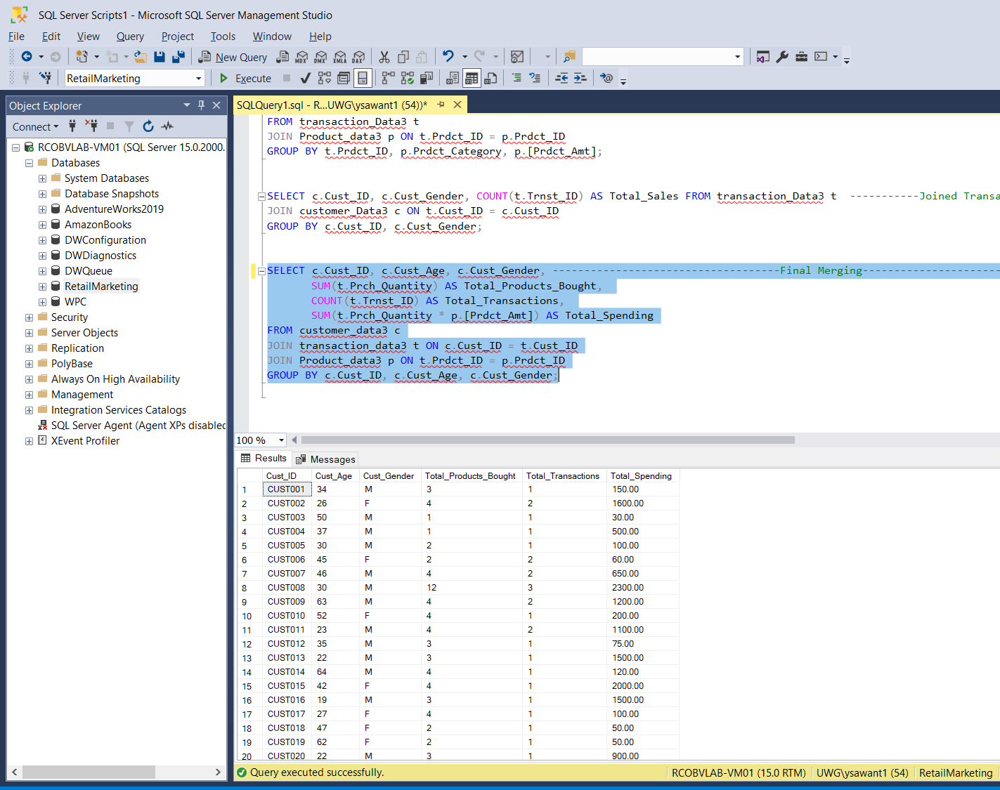 SQL Server Scripts1 - Microsoft SQL Server Management Studio
File Edit View Query Project Tools Window Help
New Query MDX DMX XMLA DAX
RetailMarketing Execute
Object Explorer
Connect
RCOBVLAB-VM01 (SQL Server 15.0.2000.
Databases
System Databases
Database Snapshots
AdventureWorks2019
AmazonBooks
DWConfiguration
DWDiagnostics
DWQueue
RetailMarketing
WPC
Security
Server Objects
Replication
PolyBase
Always On High Availability
Management
Integration Services Catalogs
SQL Server Agent (Agent XPs disabled
XEvent Profiler
SQLQuery1.sql - R...UWG\ysawant1 (54))*
FROM transaction_Data3 t
JOIN Product_data3 p ON t.Prdct_ID = p.Prdct_ID
GROUP BY t.Prdct_ID, p.Prdct_Category, p.[Prdct_Amt];
SELECT c.Cust_ID, c.Cust_Gender, COUNT(t.Trnst_ID) AS Total_Sales FROM transaction_Data3 t -----------Joined Transa
JOIN customer_Data3 c ON t.Cust_ID = c.Cust_ID
GROUP BY c.Cust_ID, c.Cust_Gender;
SELECT c.Cust_ID, c.Cust_Age, c.Cust_Gender, ------------------------------------Final Merging----------------------
SUM(t.Prch_Quantity) AS Total_Products_Bought,
COUNT(t.Trnst_ID) AS Total_Transactions,
SUM(t.Prch_Quantity * p.[Prdct_Amt]) AS Total_Spending
FROM customer_data3 c
JOIN transaction_data3 t ON c.Cust_ID = t.Cust_ID
JOIN Product_data3 p ON t.Prdct_ID = p.Prdct_ID
GROUP BY c.Cust_ID, c.Cust_Age, c.Cust_Gender;
100 %
Results Messages
Cust_ID Cust_Age Cust_Gender Total_Products_Bought Total_Transactions Total_Spending
1 CUST001 34 M 3 1 150.00
2 CUST002 26 F 4 2 1600.00
3 CUST003 50 M 1 1 30.00
4 CUST004 37 M 1 1 500.00
5 CUST005 30 M 2 1 100.00
6 CUST006 45 F 2 2 60.00
7 CUST007 46 M 4 2 650.00
8 CUST008 30 M 12 3 2300.00
9 CUST009 63 M 4 2 1200.00
10 CUST010 52 F 4 1 200.00
11 CUST011 23 M 4 2 1100.00
12 CUST012 35 M 3 1 75.00
13 CUST013 22 M 3 1 1500.00
14 CUST014 64 M 4 1 120.00
15 CUST015 42 F 4 1 2000.00
16 CUST016 19 M 3 1 1500.00
17 CUST017 27 F 4 1 100.00
18 CUST018 47 F 2 1 50.00
19 CUST019 62 F 2 1 50.00
20 CUST020 22 M 3 1 900.00
Query executed successfully. RCOBVLAB-VM01 (15.0 RTM) UWG\ysawant1 (54) RetailMarketing